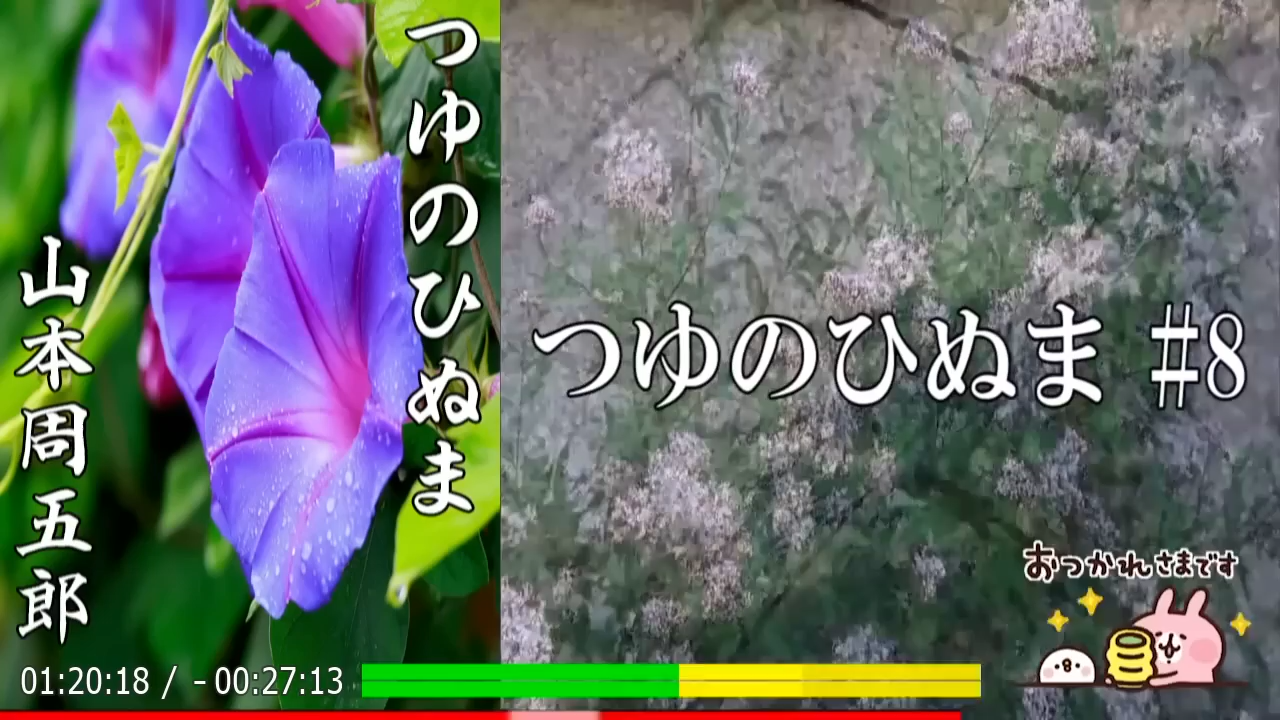 つゆのひぬま
山本周五郎
つゆのひぬま #8
おつかれさまです
01:20:18 / -00:27:13